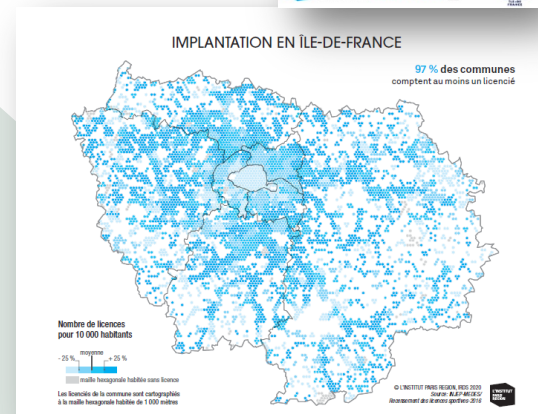 IMPLANTATION EN ÎLE-DE-FRANCE
97 % des communes
comptent au moins un licencié
Nombre de licences
pour 10 000 habitants
moyenne
- 25 %
+ 25 %
maille hexagonale habitée sans licence
Les licenciés de la commune sont cartographiés
à la maille hexagonale habitée de 1 000 mètres
© L'INSTITUT PARIS REGION, IRDS 2020
Source : INJEP-MEDES/
Recensement des licences sportives 2016
L'INSTITUT
PARIS
REGION